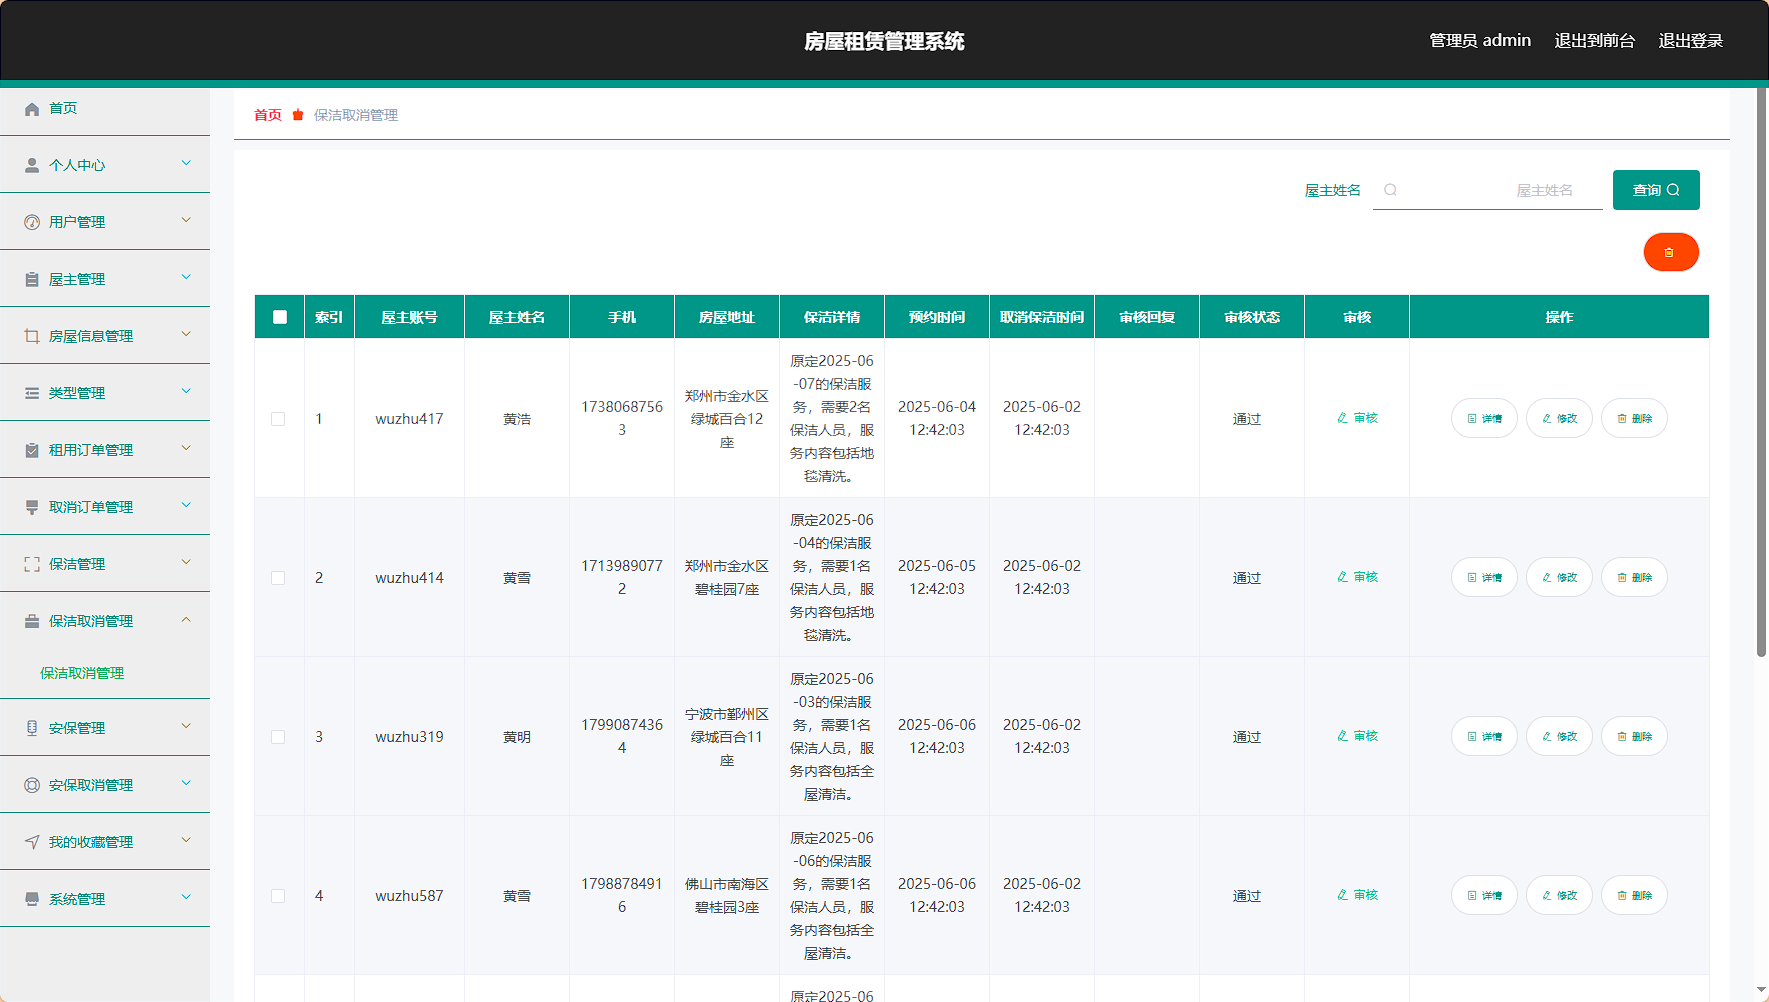 房屋租赁管理系统
管理员 admin 退出到前台 退出登录
首页
个人中心
用户管理
屋主管理
房屋信息管理
类型管理
租用订单管理
取消订单管理
保洁管理
保洁取消管理
保洁取消管理
安保管理
安保取消管理
我的收藏管理
系统管理
首页 保洁取消管理
屋主姓名 屋主姓名 查询
索引 屋主账号 屋主姓名 手机 房屋地址 保洁详情 预约时间 取消保洁时间 审核回复 审核状态 审核 操作
1
wuzhu417
黄浩
1738068756
3
郑州市金水区
绿城百合12
座
原定2025-06
-07的保洁服
务，需要2名
保洁人员，服
务内容包括地
毯清洗。
2025-06-04
12:42:03
2025-06-02
12:42:03
通过
审核
详情 修改 删除
2
wuzhu414
黄雪
1713989077
2
郑州市金水区
碧桂园7座
原定2025-06
-04的保洁服
务，需要1名
保洁人员，服
务内容包括地
毯清洗。
2025-06-05
12:42:03
2025-06-02
12:42:03
通过
审核
详情 修改 删除
3
wuzhu319
黄明
1799087436
4
宁波市鄞州区
绿城百合11
座
原定2025-06
-03的保洁服
务，需要1名
保洁人员，服
务内容包括全
屋清洁。
2025-06-06
12:42:03
2025-06-02
12:42:03
通过
审核
详情 修改 删除
4
wuzhu587
黄雪
1798878491
6
佛山市南海区
碧桂园3座
原定2025-06
-06的保洁服
务，需要1名
保洁人员，服
务内容包括全
屋清洁。
2025-06-06
12:42:03
2025-06-02
12:42:03
通过
审核
详情 修改 删除
原定2025-06